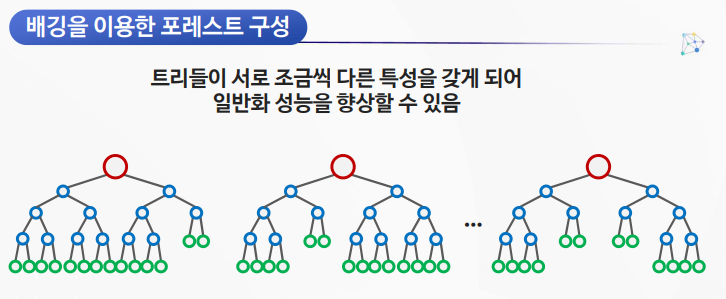 배깅을 이용한 포레스트 구성
트리들이 서로 조금씩 다른 특성을 갖게 되어
일반화 성능을 향상할 수 있음
...